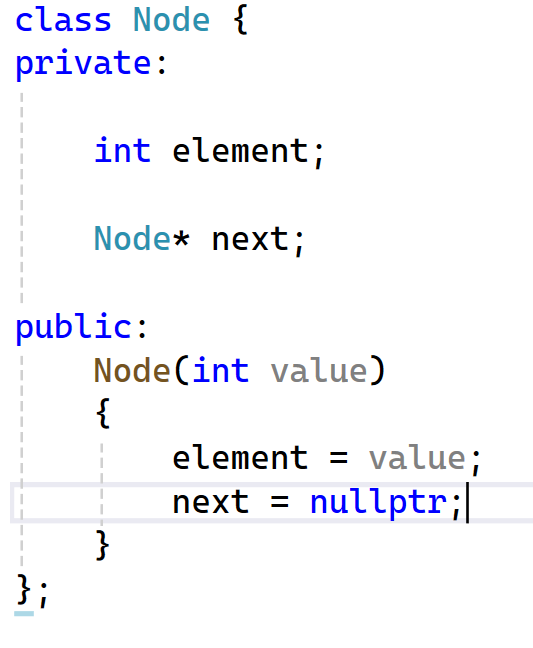 class Node {
private:
int element;
Node* next;
public:
Node(int value)
{
element = value;
next = nullptr;
}
};